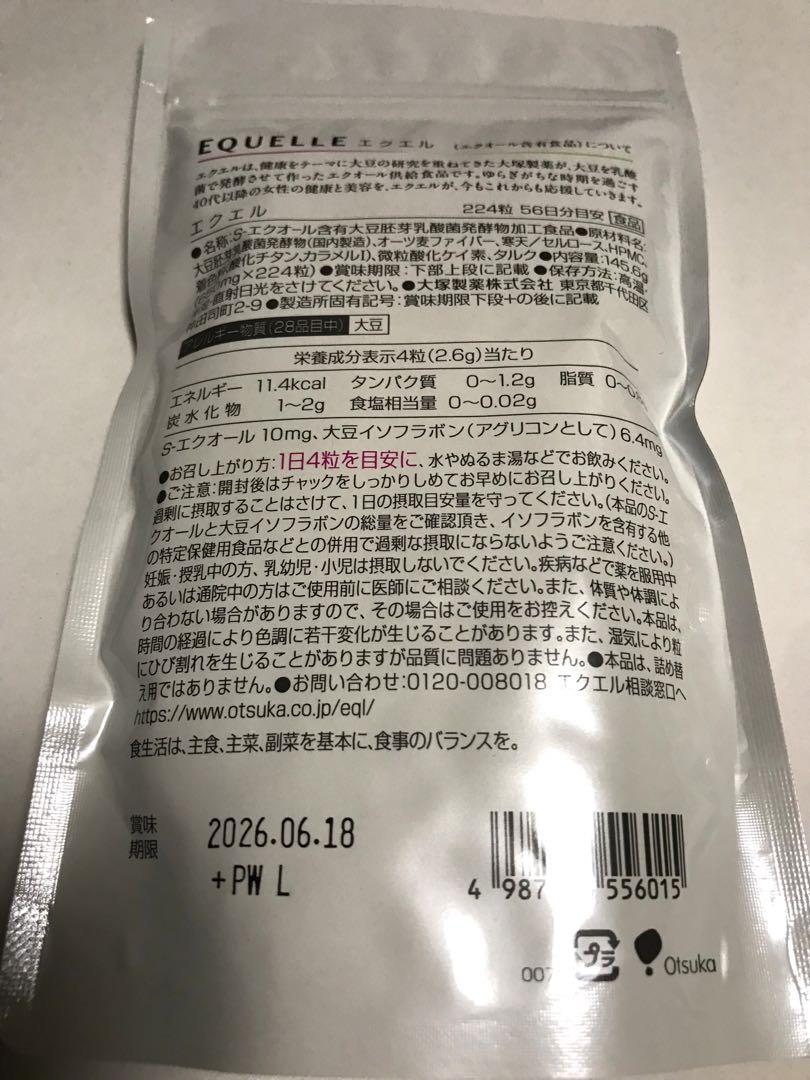 EQUELLE エクエル (エクオール含有食品)について
エクエルは、健康をテーマに大豆の研究を重ねてきた大塚製薬が、大豆を乳酸
菌で発酵させて作ったエクオール供給食品です。ゆらぎがちな時期を過ごす
40代以降の女性の健康と美容を、エクエルが、今もこれからも応援していきます。
エクエル 224粒 56日分目安 食品
●名称:S-エクオール含有大豆胚芽乳酸菌発酵物加工食品●原材料名:
大豆胚芽乳酸菌発酵物(国内製造)、オーツ麦ファイバー、寒天/セルロース、HPMC、
着色料(酸化チタン、カラメルI)、微粒酸化ケイ素、タルク●内容量:145.6g
mg×224粒)●賞味期限:下部上段に記載●保存方法:高温・
直射日光をさけてください。●大塚製薬株式会社 東京都千代田区
神田司町2-9●製造所固有記号:賞味期限下段+の後に記載
アレルギー物質(28品目中) 大豆
栄養成分表示4粒(2.6g)当たり
エネルギー 11.4kcal タンパク質 0〜1.2g 脂質
炭水化物 1〜2g 食塩相当量 0〜0.02g
S-エクオール 10mg、大豆イソフラボン(アグリコンとして)6.4mg
●お召し上がり方:1日4粒を目安に、水やぬるま湯などでお飲みください。
●ご注意:開封後はチャックをしっかりしめてお早めにお召し上がりください。
過剰に摂取することはさけて、1日の摂取目安量を守ってください。(本品のS-エ
クオールと大豆イソフラボンの総量をご確認頂き、イソフラボンを含有する他
の特定保健用食品などとの併用で過剰な摂取にならないようご注意ください。)
妊娠・授乳中の方、乳幼児・小児は摂取しないでください。疾病などで薬を服用中
あるいは通院中の方はご使用前に医師にご相談ください。また、体質や体調によ
り合わない場合がありますので、その場合はご使用をお控えください。本品は、
時間の経過により色調に若干変化が生じることがあります。また、湿気により粒
にひび割れを生じることがありますが品質に問題ありません。●本品は、詰め替
え用ではありません。●お問い合わせ:0120-008018 エクエル相談窓口へ
https://www.otsuka.co.jp/eql/
食生活は、主食、主菜、副菜を基本に、食事のバランスを。
賞味
期限
2026.06.18
+PW L
4 987 556015
007
プラ
Otsuka